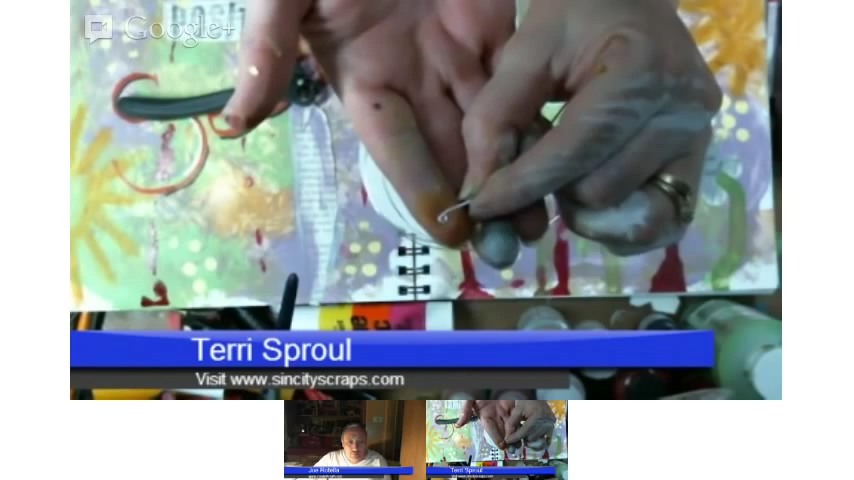 Google+
Terri Sproul
Visit www.sincityscraps.com
Joe Rotella
Terri Sproul